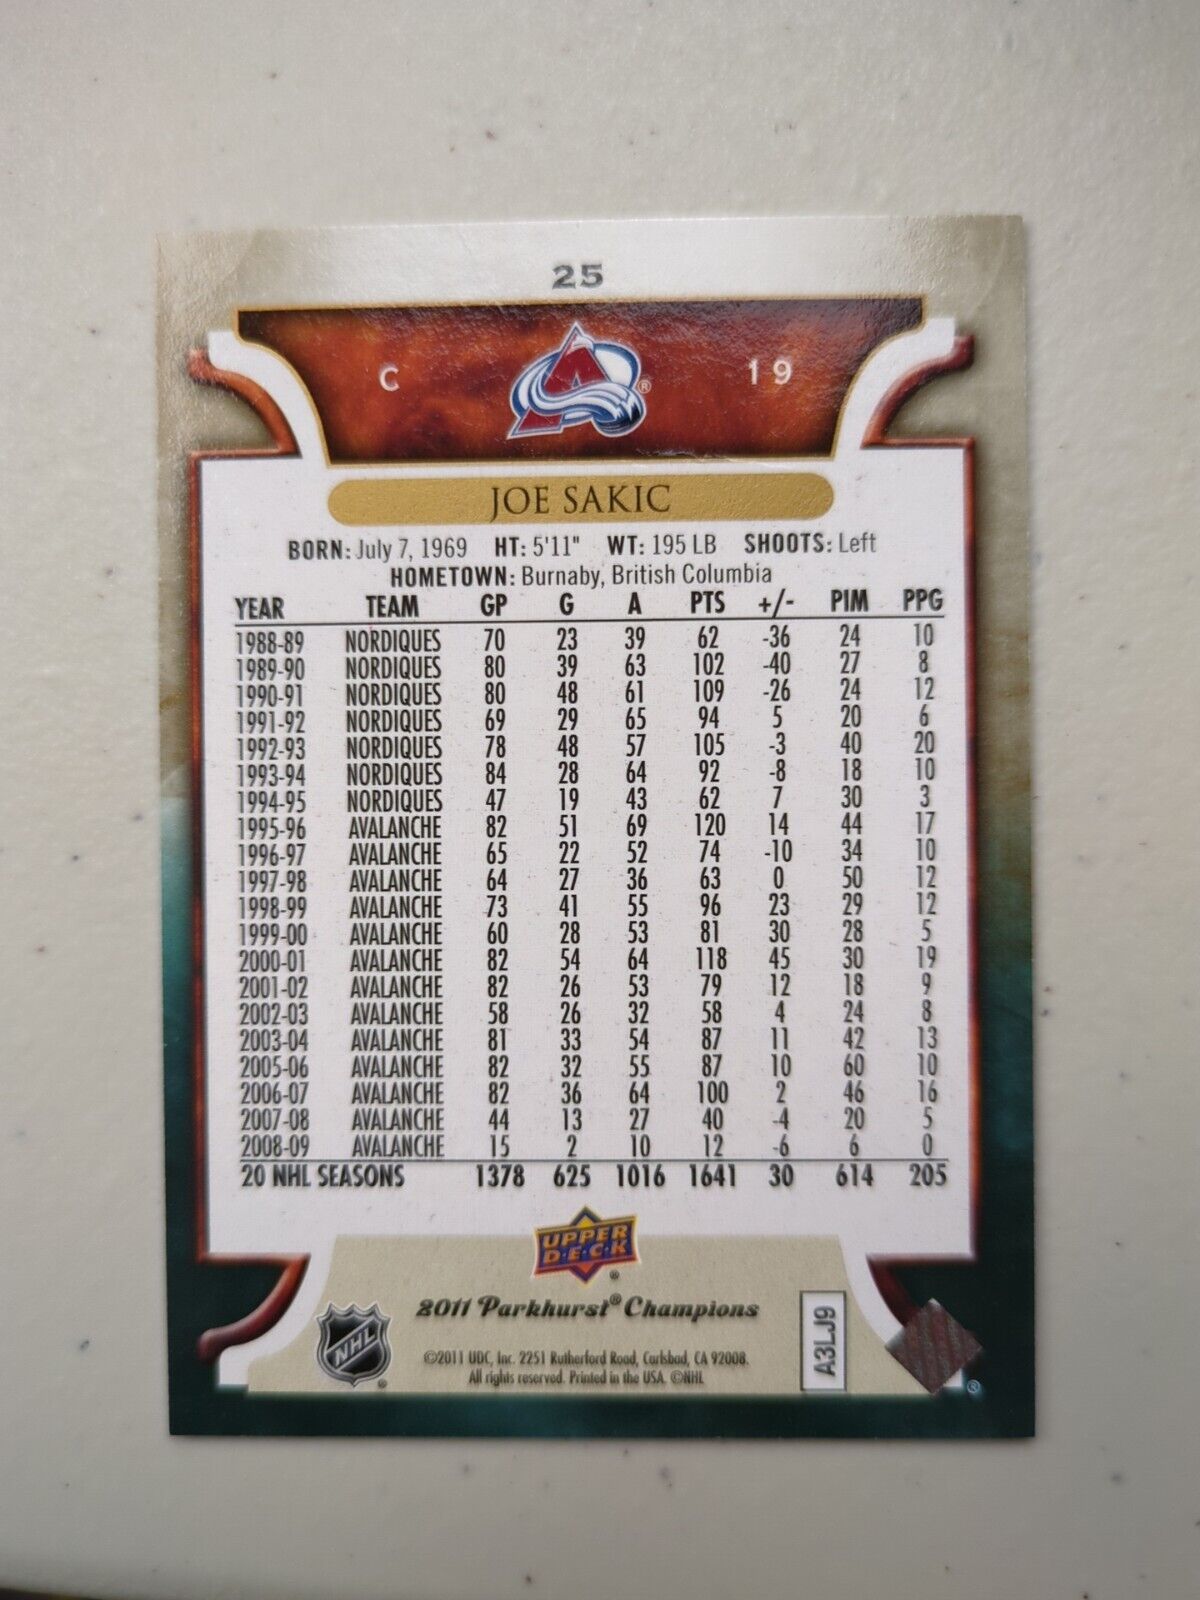 25
C 19
®
JOE SAKIC
BORN: July 7, 1969 HT: 5'11" WT: 195 LB SHOOTS: Left
HOMETOWN: Burnaby, British Columbia
YEAR TEAM GP G A PTS +/- PIM PPG
1988-89 NORDIQUES 70 23 39 62 -36 24 10
1989-90 NORDIQUES 80 39 63 102 -40 27 8
1990-91 NORDIQUES 80 48 61 109 -26 24 12
1991-92 NORDIQUES 69 29 65 94 5 20 6
1992-93 NORDIQUES 78 48 57 105 -3 40 20
1993-94 NORDIQUES 84 28 64 92 -8 18 10
1994-95 NORDIQUES 47 19 43 62 7 30 3
1995-96 AVALANCHE 82 51 69 120 14 44 17
1996-97 AVALANCHE 65 22 52 74 -10 34 10
1997-98 AVALANCHE 64 27 36 63 0 50 12
1998-99 AVALANCHE 73 41 55 96 23 29 12
1999-00 AVALANCHE 60 28 53 81 30 28 5
2000-01 AVALANCHE 82 54 64 118 45 30 19
2001-02 AVALANCHE 82 26 53 79 12 18 9
2002-03 AVALANCHE 58 26 32 58 4 24 8
2003-04 AVALANCHE 81 33 54 87 11 42 13
2005-06 AVALANCHE 82 32 55 87 10 60 10
2006-07 AVALANCHE 82 36 64 100 2 46 16
2007-08 AVALANCHE 44 13 27 40 -4 20 5
2008-09 AVALANCHE 15 2 10 12 -6 6 0
20 NHL SEASONS 1378 625 1016 1641 30 614 205
UPPER
DECK ®
2011 Parkhurst® Champions
NHL ®
©2011 UDC, Inc. 2251 Rutherford Road, Carlsbad, CA 92008.
All rights reserved. Printed in the USA. ©NHL
A3LJ9
®